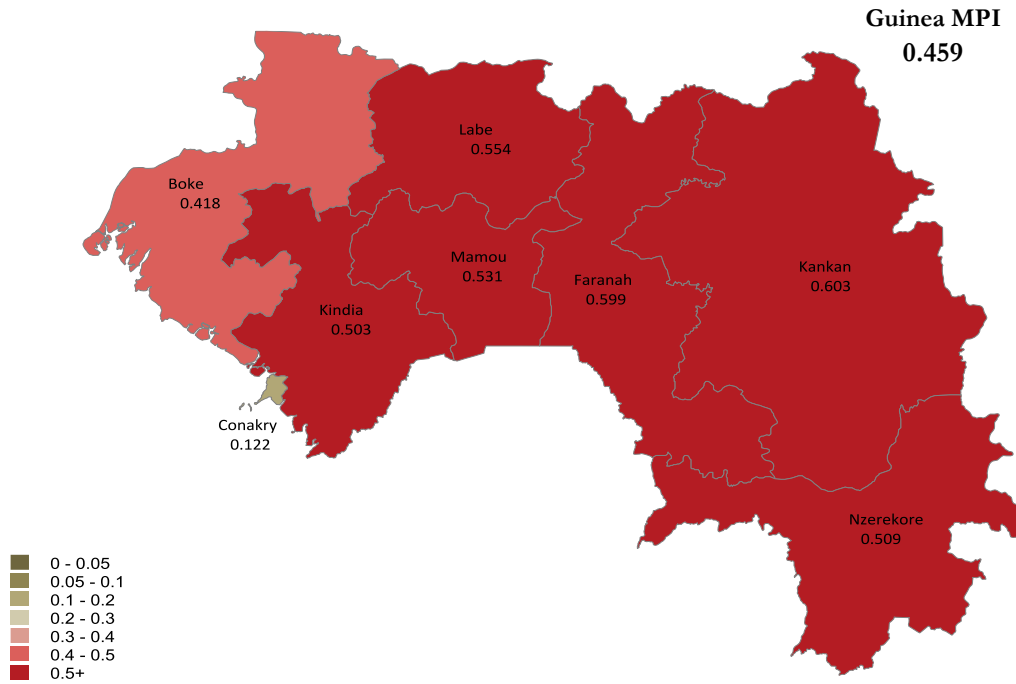 Guinea MPI
0.459
Labe
0.554
Boke
0.418
Mamou
0.531
Faranah
0.599
Kankan
0.603
Kindia
0.503
Conakry
0.122
Nzerekore
0.509
0 - 0.05
0.05 - 0.1
0.1 - 0.2
0.2 - 0.3
0.3 - 0.4
0.4 - 0.5
0.5+